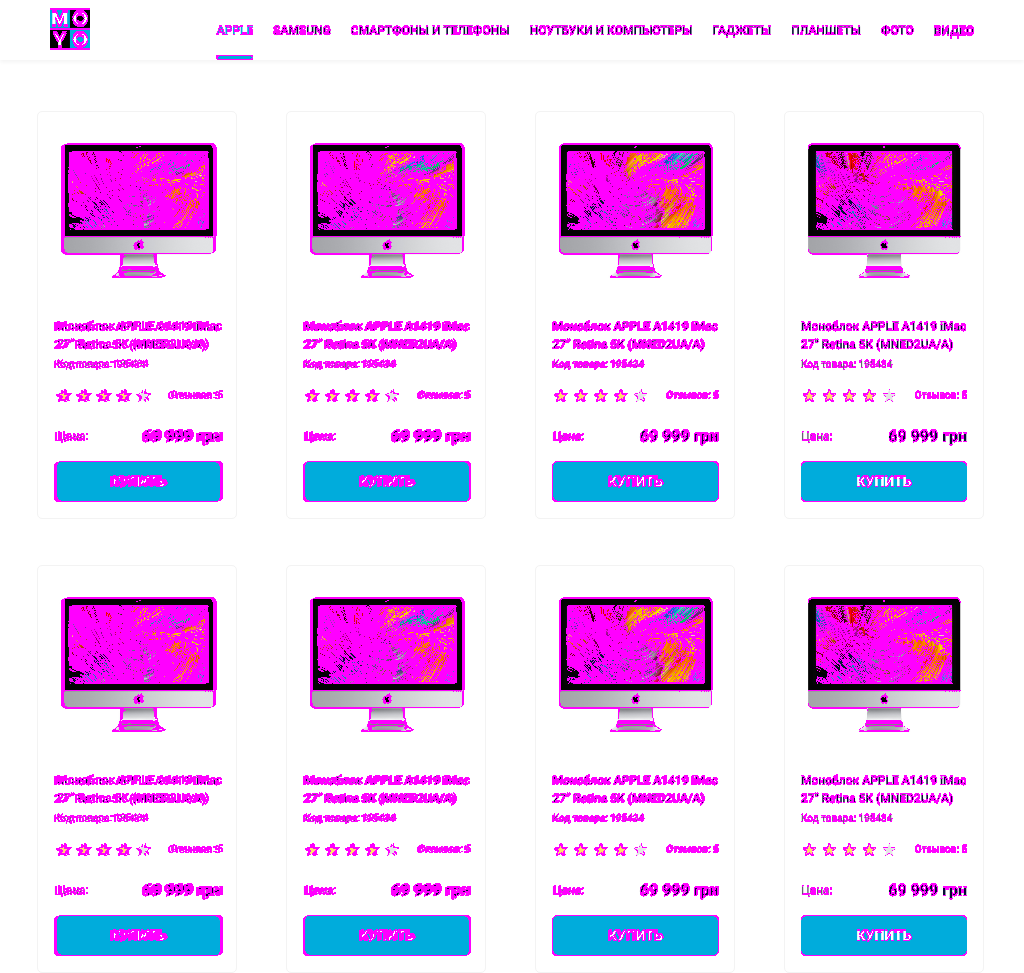 MOYO
APPLE SAMSUNG СМАРТФОНЫ И ТЕЛЕФОНЫ НОУТБУКИ И КОМПЬЮТЕРЫ ГАДЖЕТЫ ПЛАНШЕТЫ ФОТО ВИДЕО
Моноблок APPLE A1419 iMac Моноблок APPLE A1419 iMac Моноблок APPLE A1419 iMac Моноблок APPLE A1419 iMac
27" Retina 5K (MNED2UA/A) 27" Retina 5K (MNED2UA/A) 27" Retina 5K (MNED2UA/A) 27" Retina 5K (MNED2UA/A)
Код товара: 195434 Код товара: 195434 Код товара: 195434 Код товара: 195434
Отзывов: 5 Отзывов: 5 Отзывов: 5 Отзывов: 5
Цена: 69 999 грн Цена: 69 999 грн Цена: 69 999 грн Цена: 69 999 грн
КУПИТЬ КУПИТЬ КУПИТЬ
Моноблок APPLE A1419 iMac Моноблок APPLE A1419 iMac Моноблок APPLE A1419 iMac Моноблок APPLE A1419 iMac
27" Retina 5K (MNED2UA/A) 27" Retina 5K (MNED2UA/A) 27" Retina 5K (MNED2UA/A) 27" Retina 5K (MNED2UA/A)
Код товара: 195434 Код товара: 195434 Код товара: 195434 Код товара: 195434
Отзывов: 5 Отзывов: 5 Отзывов: 5 Отзывов: 5
Цена: 69 999 грн Цена: 69 999 грн Цена: 69 999 грн Цена: 69 999 грн
КУПИТЬ КУПИТЬ КУПИТЬ